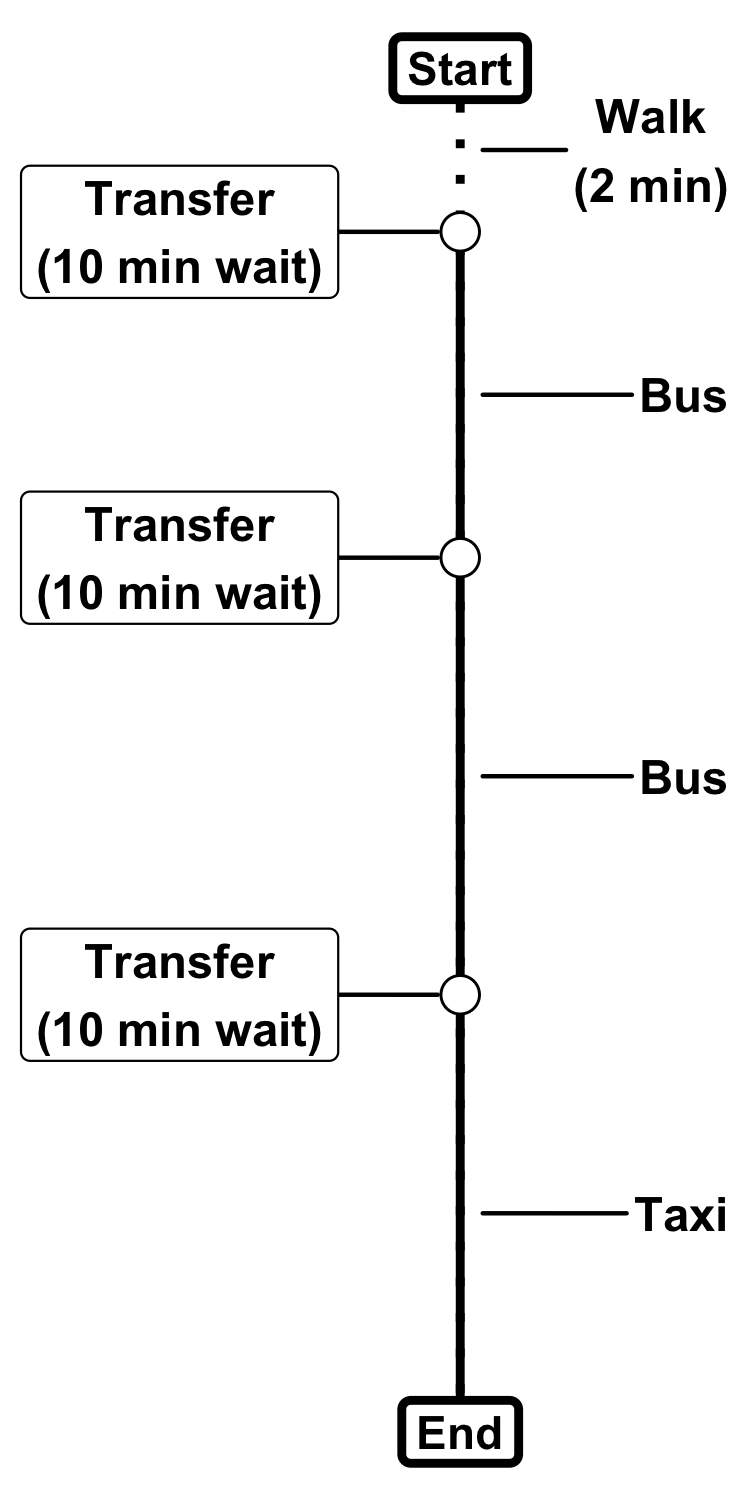 Start
Walk
(2 min)
Transfer
(10 min wait)
Bus
Transfer
(10 min wait)
Bus
Transfer
(10 min wait)
Taxi
End